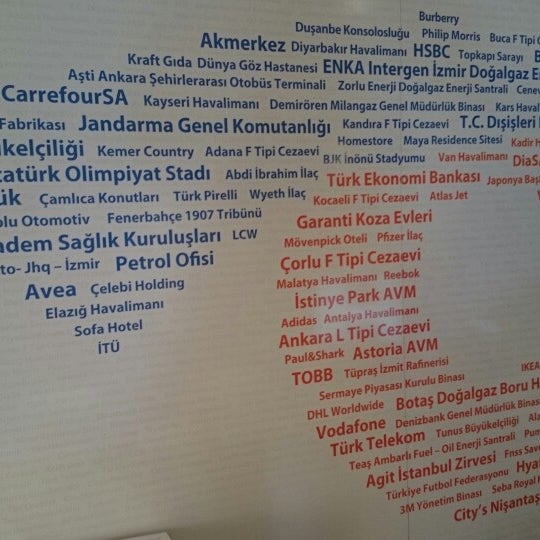 Burberry
Duşanbe Konsolosluğu Philip Morris Buca F Tipi
Akmerkez Diyarbakır Havalimanı HSBC Topkapi Sarayı
Kraft Gıda Dünya Göz Hastanesi ENKA Intergen İzmir Doğalgaz
Aşti Ankara Şehirlerarası Otobüs Terminali Zorlu Enerji Doğalgaz Enerji Santrali
CarrefourSA Kayseri Havalimanı Demirören Milangaz Genel Müdürlük Binası Kars
Fabrikası Jandarma Genel Komutanlığı Kandıra F Tipi Cezaevi T.C. Dışişleri
Homestore Maya Residence Sitesi Kadir
Kemer Country Adana F Tipi Cezaevi BJK İnönü Stadyumu Van Havalimanı
Olimpiyat Stadı Abdi İbrahim İlaç Türk Ekonomi Bankası Japonya
Çamlıca Konutları Türk Pirelli Wyeth İlaç Kocaeli F Tipi Cezaevi Atlas Jet
Otomotiv Fenerbahçe 1907 Tribünü Garanti Koza Evleri
Sağlık Kuruluşları LCW Mövenpick Oteli Pfizer İlaç
Jhq – İzmir Petrol Ofisi Çorlu F Tipi Cezaevi
Avea Çelebi Holding Malatya Havalimanı Reebok
Elazığ Havalimanı İstinye Park AVM
Sofa Hotel Adidas Antalya Havalimanı
İTÜ Ankara L Tipi Cezaevi
Paul&Shark Astoria AVM
TOBB Tüpraş İzmit Rafinerisi
Sermaye Piyasası Kurulu Binası IKEA
DHL Worldwide Botaş Doğalgaz Boru
Vodafone Denizbank Genel Müdürlük Binası
Türk Telekom Tunus Büyükelçiliği
Teaş Ambarlı Fuel – Oil Enerji Santrali
Agit İstanbul Zirvesi Fnss
Türkiye Futbol Federasyonu
3M Yönetim Binası Seba Royal
City's